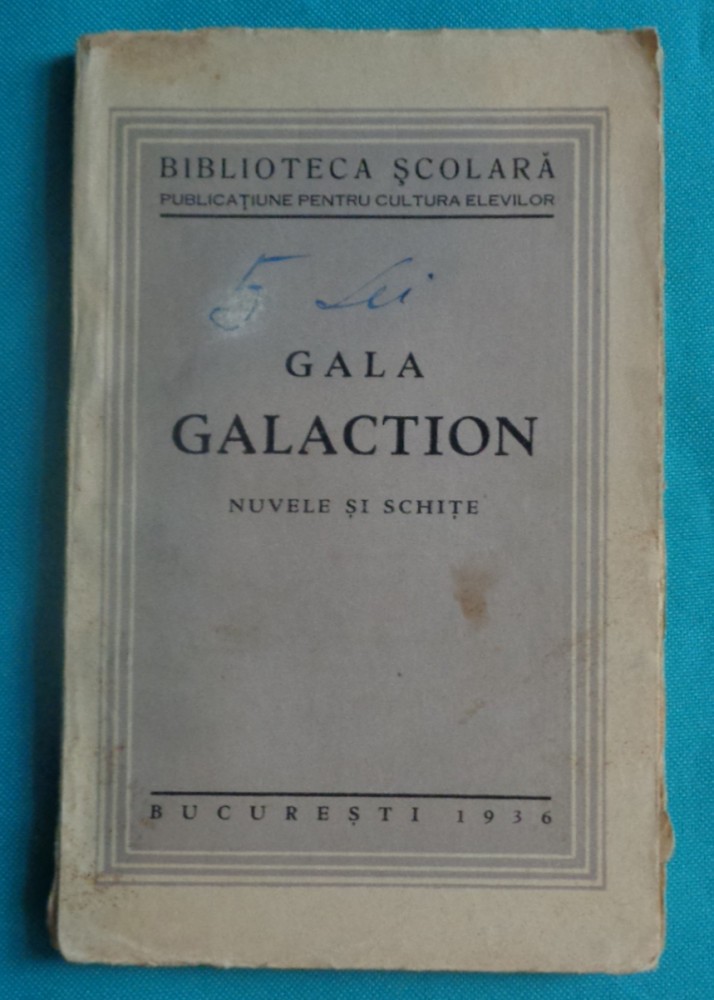 BIBLIOTECA ŞCOLARĂ
PUBLICAŢIUNE PENTRU CULTURA ELEVILOR
5 Lei
GALA
GALACTION
NUVELE ŞI SCHIŢE
BUCUREŞTI 1936